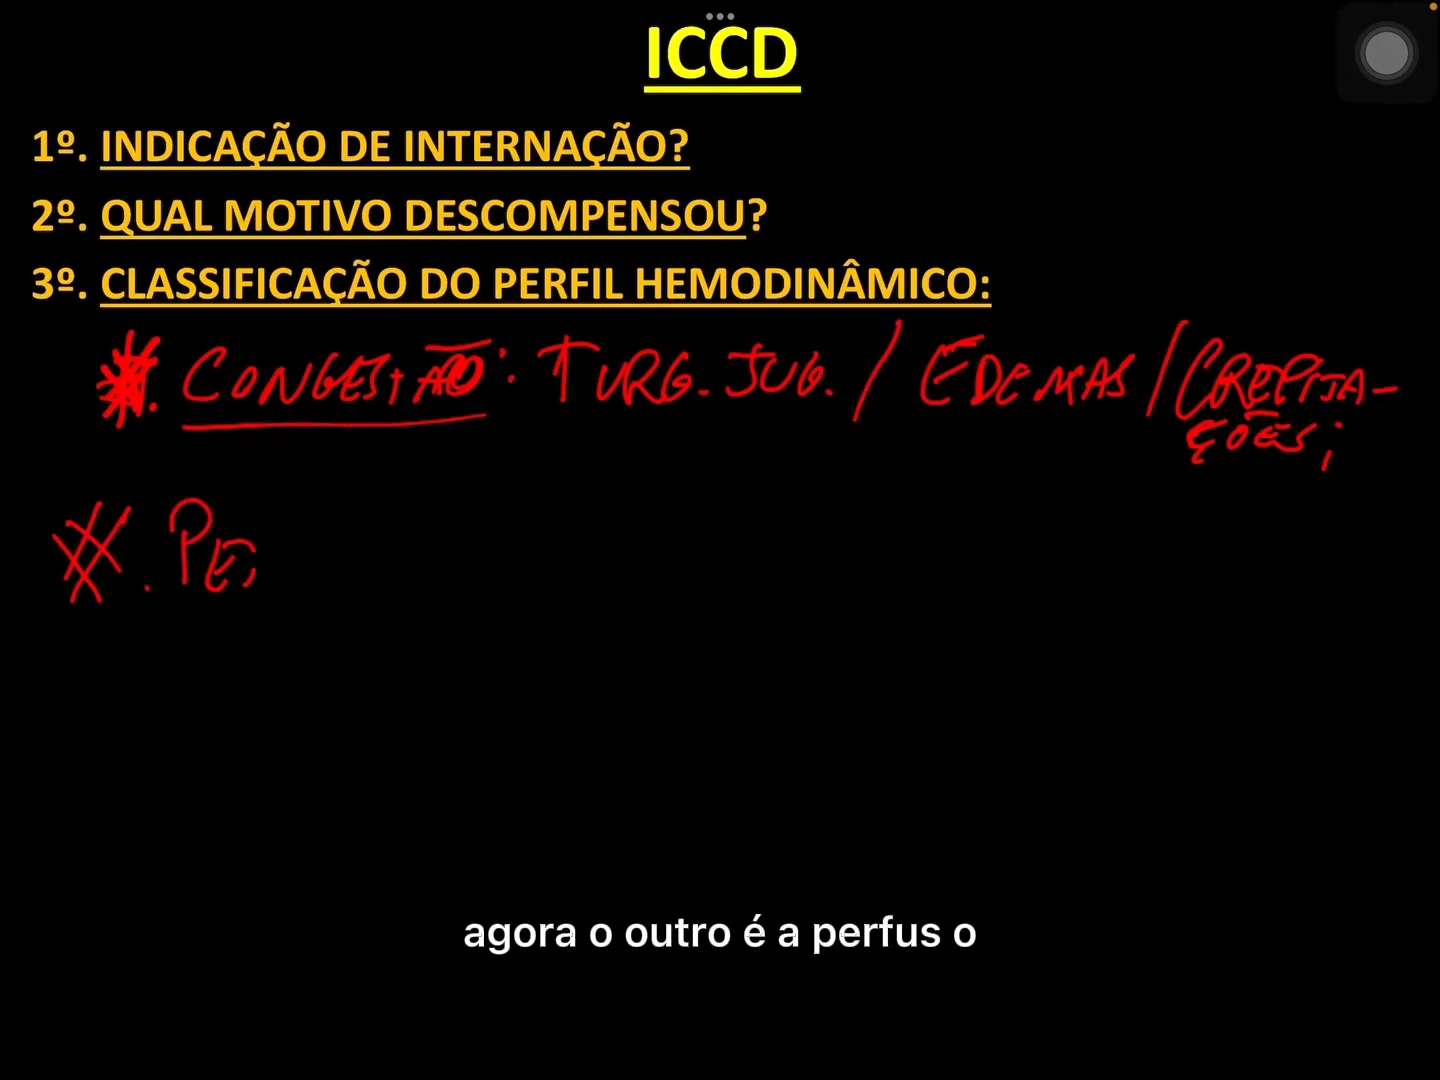 ICCD
1º. INDICAÇÃO DE INTERNAÇÃO?
2º. QUAL MOTIVO DESCOMPENSOU?
3º. CLASSIFICAÇÃO DO PERFIL HEMODINÂMICO:
*. CONGESTÃO: TURG. JUG. / EDEMAS / CREPITA-
ÇÕES;
#. PE
agora o outro é a perfus o